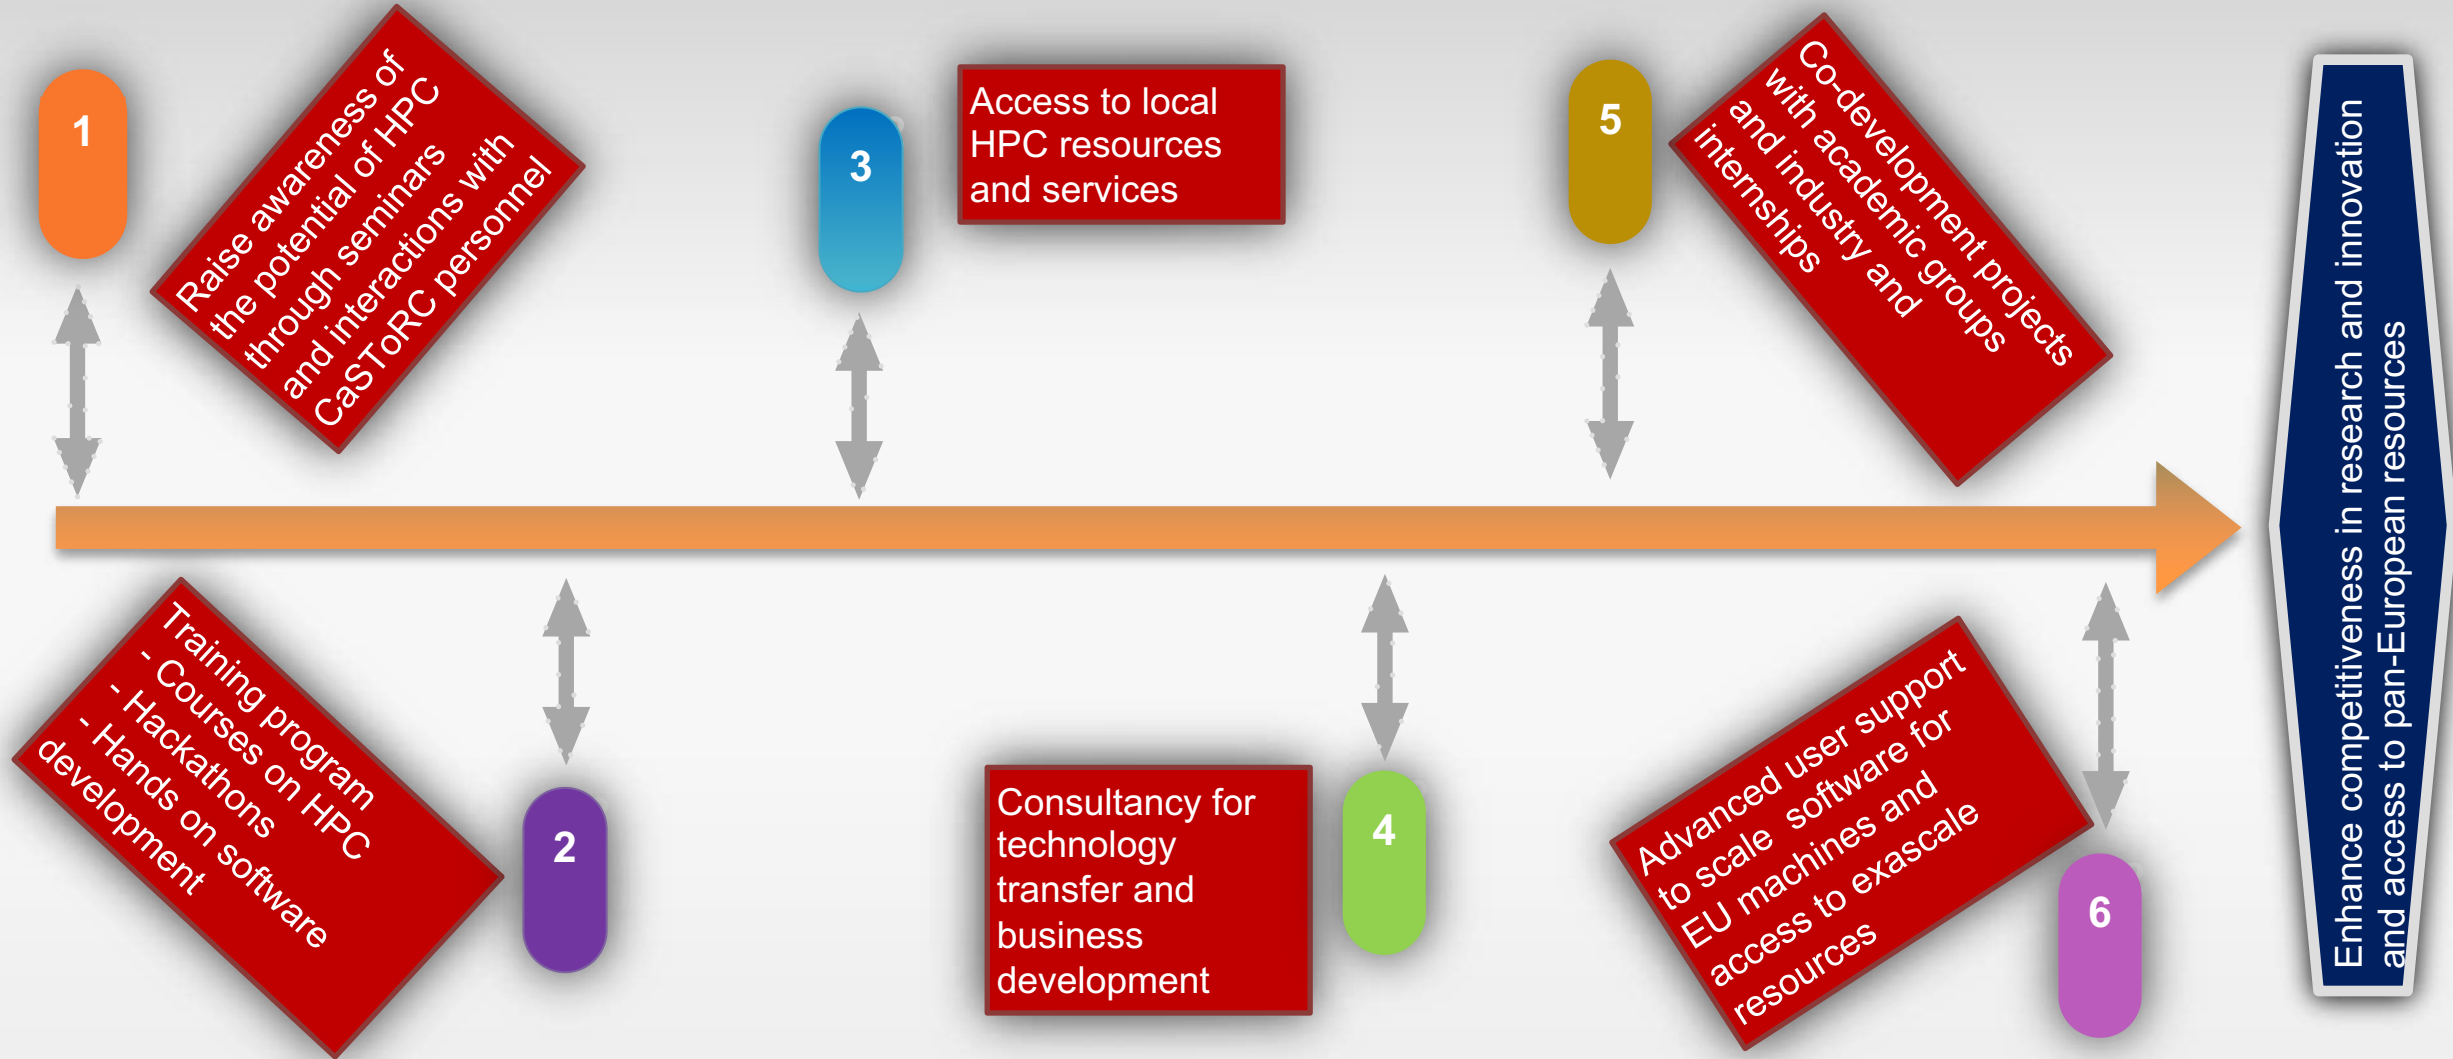 1
Raise awareness of
the potential of HPC
through seminars
and interactions with
CaSToRC personnel
Training program
- Courses on HPC
- Hackathons
- Hands on software
development
2
3
Access to local
HPC resources
and services
Consultancy for
technology
transfer and
business
development
4
5
Co-development projects
with academic groups
and industry and
internships
Advanced user support
to scale software for
EU machines and
access to exascale
resources
6
Enhance competitiveness in research and innovation
and access to pan-European resources